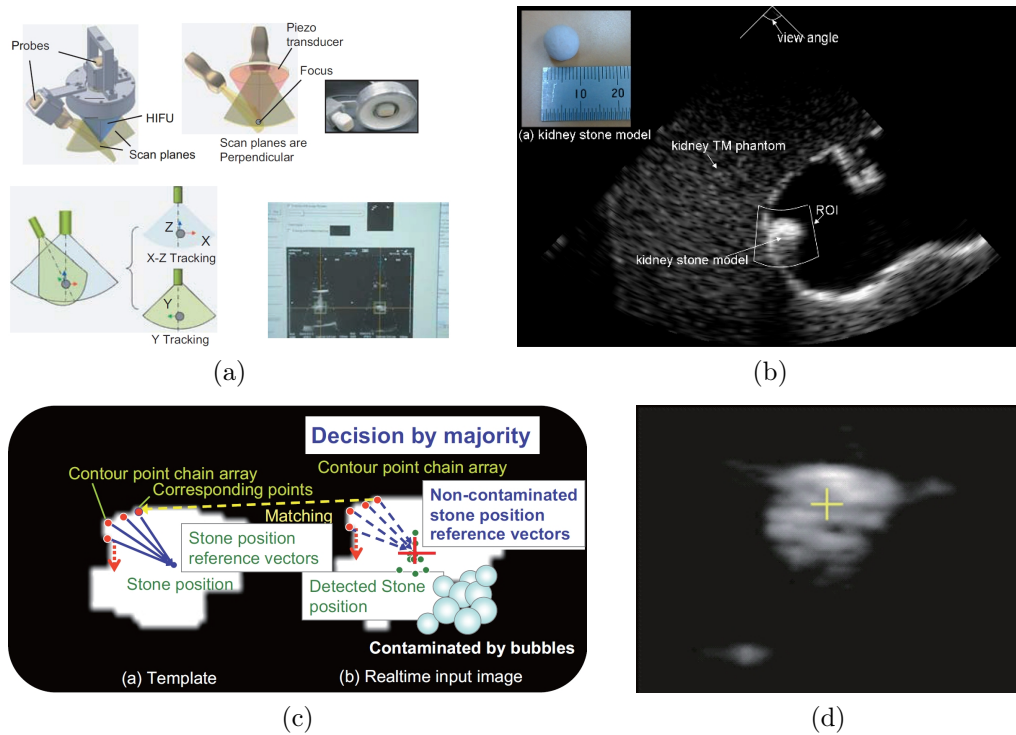 Probes
HIFU
Scan planes
Piezo
transducer
Focus
Scan planes are
Perpendicular
Z
X
X-Z Tracking
Y
Y Tracking
(a)
10
20
(a) kidney stone model
view angle
kidney TM phantom
ROI
kidney stone model
(b)
Decision by majority
Contour point chain array
Contour point chain array
Corresponding points
Matching
Non-contaminated
stone position
reference vectors
Stone position
reference vectors
Stone position
Detected Stone
position
Contaminated by bubbles
(a) Template
(b) Realtime input image
(c)
(d)